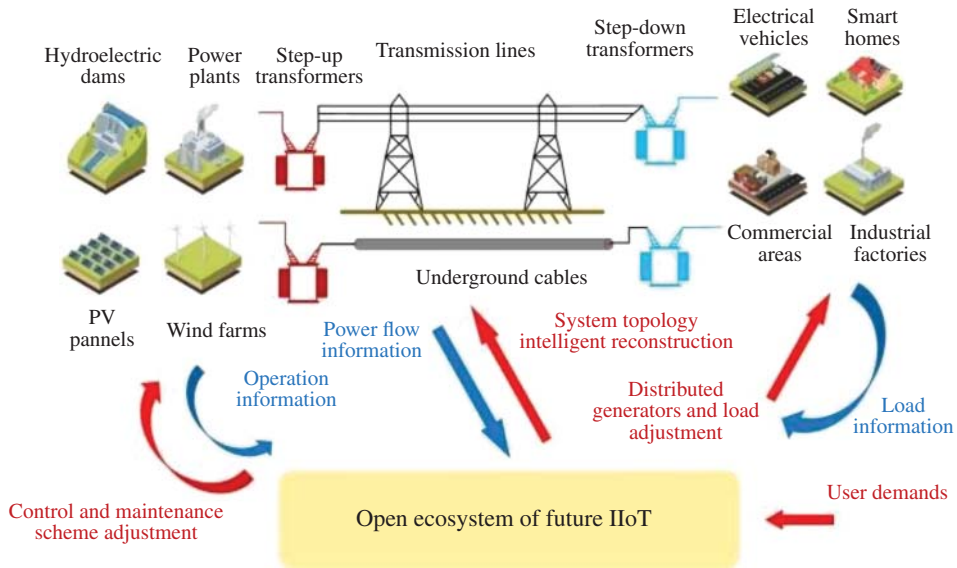 Hydroelectric
dams
Power
plants
Step-up
transformers
Transmission lines
Step-down
transformers
Electrical
vehicles
Smart
homes
Commercial
areas
Industrial
factories
Underground cables
PV
pannels
Wind farms
Power flow
information
System topology
intelligent reconstruction
Operation
information
Distributed
generators and load
adjustment
Load
information
Control and maintenance
scheme adjustment
Open ecosystem of future IIoT
User demands